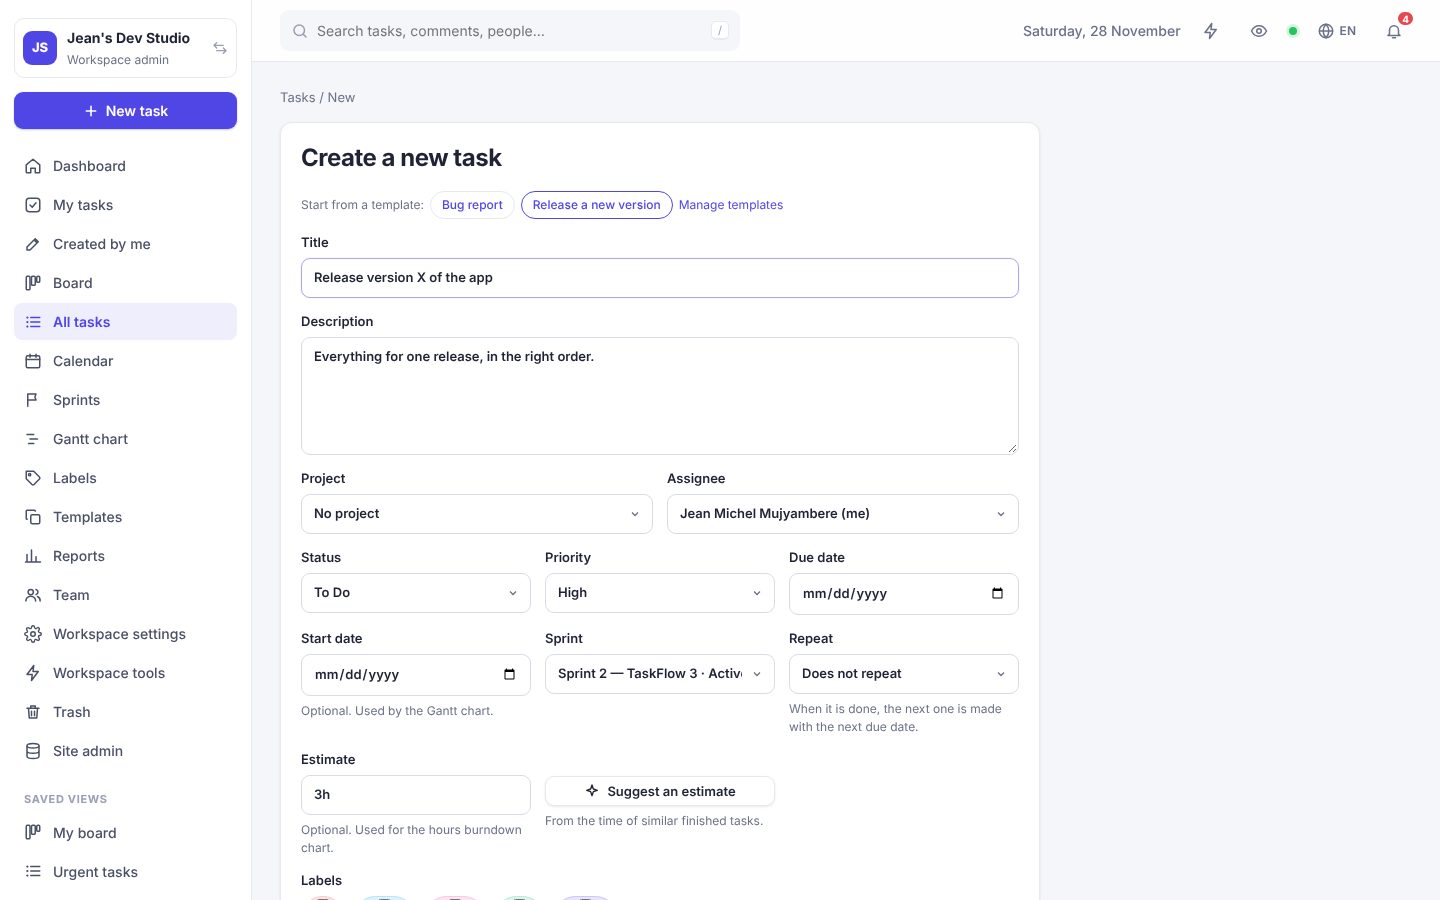 JS
Jean's Dev Studio
Workspace admin
Search tasks, comments, people...
/
Saturday, 28 November
EN
4
New task
Dashboard
My tasks
Created by me
Board
All tasks
Calendar
Sprints
Gantt chart
Labels
Templates
Reports
Team
Workspace settings
Workspace tools
Trash
Site admin
SAVED VIEWS
My board
Urgent tasks
Tasks / New
Create a new task
Start from a template: Bug report Release a new version Manage templates
Title
Release version X of the app
Description
Everything for one release, in the right order.
Project
No project
Assignee
Jean Michel Mujyambere (me)
Status
To Do
Priority
High
Due date
mm/dd/yyyy
Start date
mm/dd/yyyy
Optional. Used by the Gantt chart.
Sprint
Sprint 2 — TaskFlow 3 · Active
Repeat
Does not repeat
When it is done, the next one is made
with the next due date.
Estimate
3h
Optional. Used for the hours burndown
chart.
Suggest an estimate
From the time of similar finished tasks.
Labels